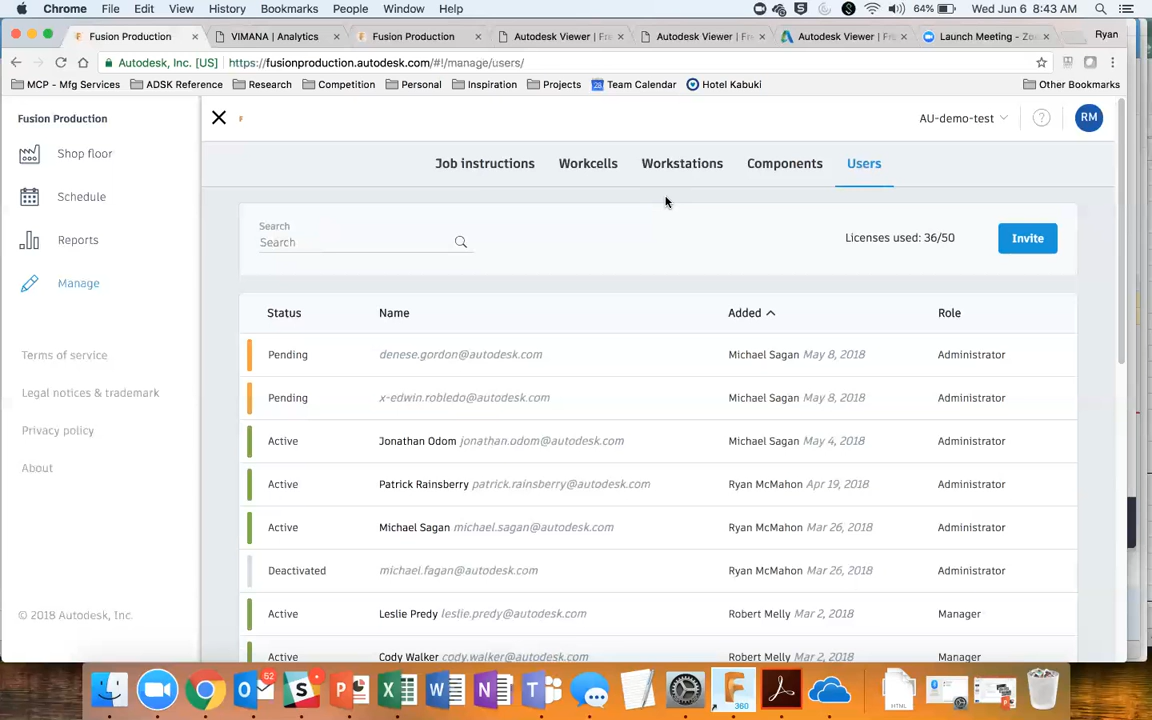 Chrome File Edit View History Bookmarks People Window Help 64% Wed Jun 6 8:43 AM
Fusion Production VIMANA | Analytics Fusion Production Autodesk Viewer | Fre Autodesk Viewer | Fre Autodesk Viewer | Fre Launch Meeting - Zoo Ryan
Autodesk, Inc. [US] https://fusionproduction.autodesk.com/#!/manage/users/
MCP - Mfg Services ADSK Reference Research Competition Personal Inspiration Projects Team Calendar Hotel Kabuki Other Bookmarks
Fusion Production
AU-demo-test ? RM
Shop floor
Schedule
Reports
Manage
Terms of service
Legal notices & trademark
Privacy policy
About
© 2018 Autodesk, Inc.
Job instructions Workcells Workstations Components Users
Search
Search
Licenses used: 36/50 Invite
Status Name Added Role
Pending denese.gordon@autodesk.com Michael Sagan May 8, 2018 Administrator
Pending x-edwin.robledo@autodesk.com Michael Sagan May 8, 2018 Administrator
Active Jonathan Odom jonathan.odom@autodesk.com Michael Sagan May 4, 2018 Administrator
Active Patrick Rainsberry patrick.rainsberry@autodesk.com Ryan McMahon Apr 19, 2018 Administrator
Active Michael Sagan michael.sagan@autodesk.com Ryan McMahon Mar 26, 2018 Administrator
Deactivated michael.fagan@autodesk.com Ryan McMahon Mar 26, 2018 Administrator
Active Leslie Predy leslie.predy@autodesk.com Robert Melly Mar 2, 2018 Manager
Active Cody Walker cody.walker@autodesk.com Robert Melly Mar 2, 2018 Manager
62
360
HTML